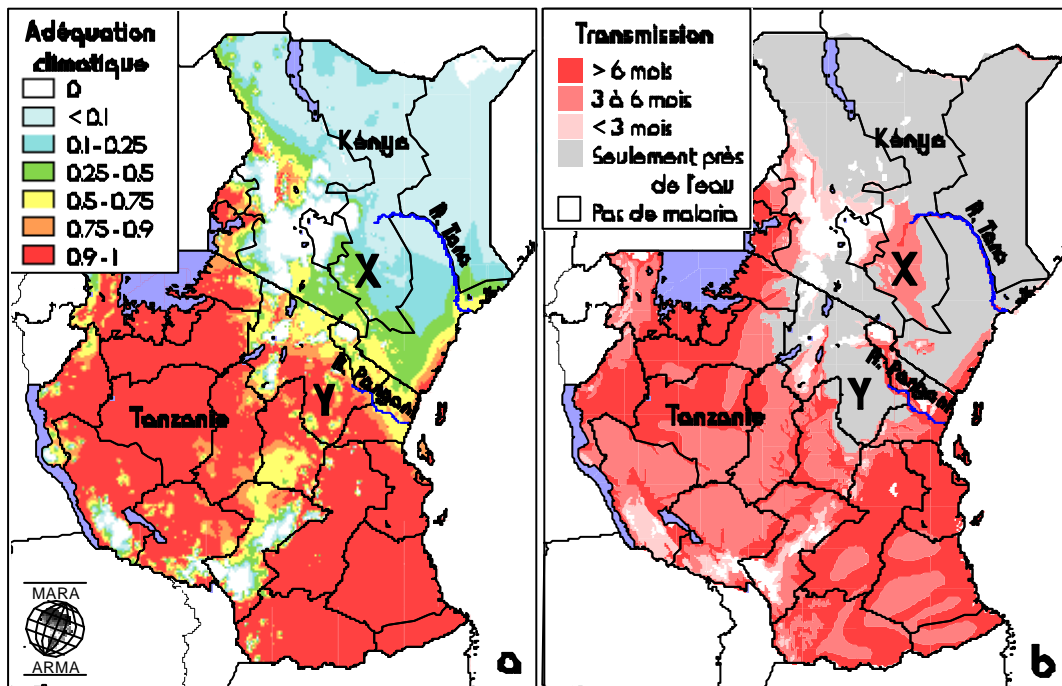 Adéquation
climatique
0
< 0.1
0.1 - 0.25
0.25 - 0.5
0.5 - 0.75
0.75 - 0.9
0.9 - 1
Kénya
R. Tana
X
R. Pangani
Y
Tanzanie
MARA
ARMA
a
Transmission
> 6 mois
3 à 6 mois
< 3 mois
Seulement près
de l'eau
Pas de malaria
Kénya
R. Tana
X
R. Pangani
Y
Tanzanie
b